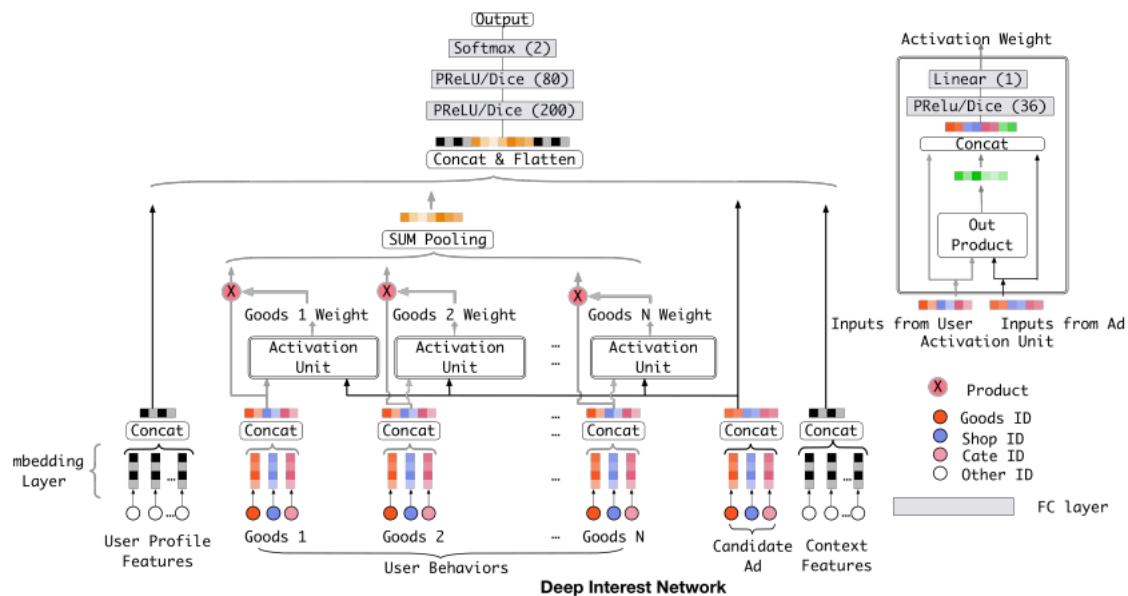 Output
Softmax (2)
PReLU/Dice (80)
PReLU/Dice (200)
Concat & Flatten
SUM Pooling
X
X
X
Goods 1 Weight
Goods 2 Weight
Goods N Weight
Activation
Unit
Activation
Unit
...
...
Activation
Unit
Concat
Concat
Concat
...
...
Concat
Concat
Concat
mbedding
Layer
...
...
...
User Profile
Features
Goods 1
Goods 2
...
Goods N
User Behaviors
Candidate
Ad
Context
Features
Activation Weight
Linear (1)
PRelu/Dice (36)
Concat
Out
Product
Inputs from User
Inputs from Ad
Activation Unit
X
Product
Goods ID
Shop ID
Cate ID
Other ID
FC layer
Deep Interest Network